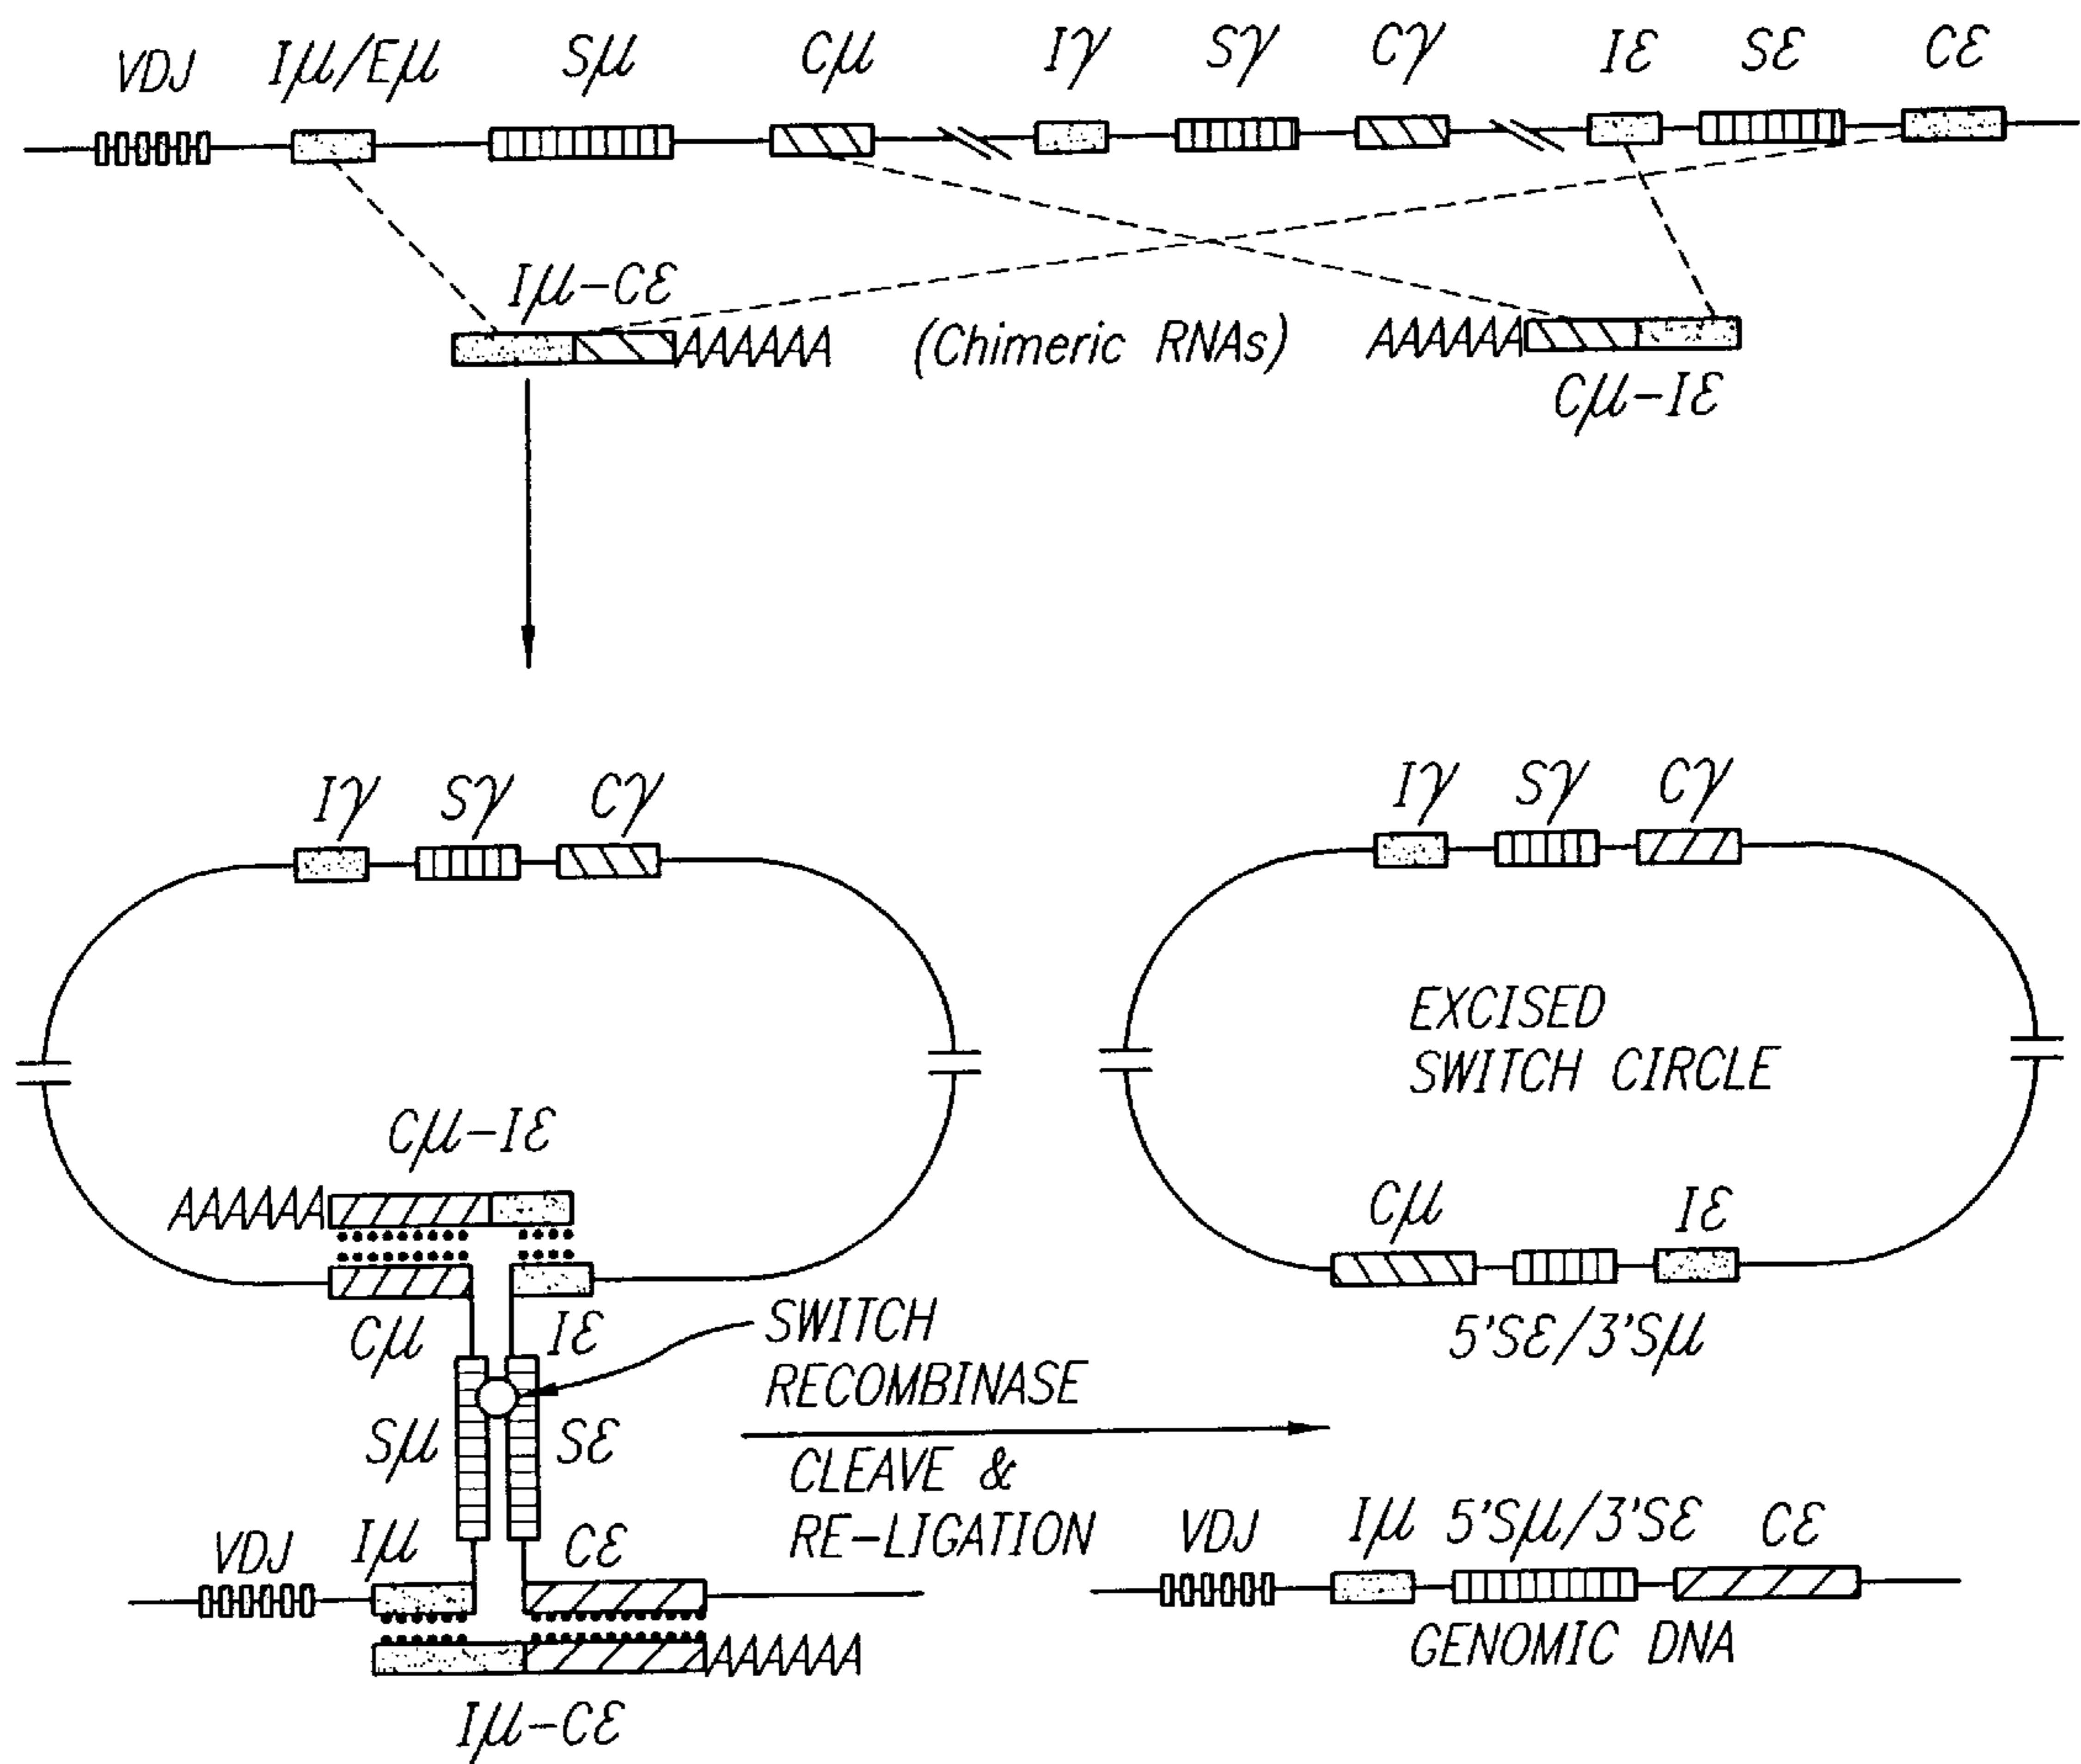 VDJ Iμ/Eμ Sμ Cμ Iγ Sγ Cγ Iε Sε Cε
Iμ-Cε
AAAAAA (Chimeric RNAs) AAAAAA
Cμ-Iε
Iγ Sγ Cγ
Iγ Sγ Cγ
EXCISED
SWITCH CIRCLE
Cμ-Iε
AAAAAA
Cμ Iε
Cμ Iε
5'Sε/3'Sμ
SWITCH
RECOMBINASE
Sμ Sε
CLEAVE &
RE-LIGATION
VDJ Iμ Cε
VDJ Iμ 5'Sμ/3'Sε Cε
GENOMIC DNA
AAAAAA
Iμ-Cε